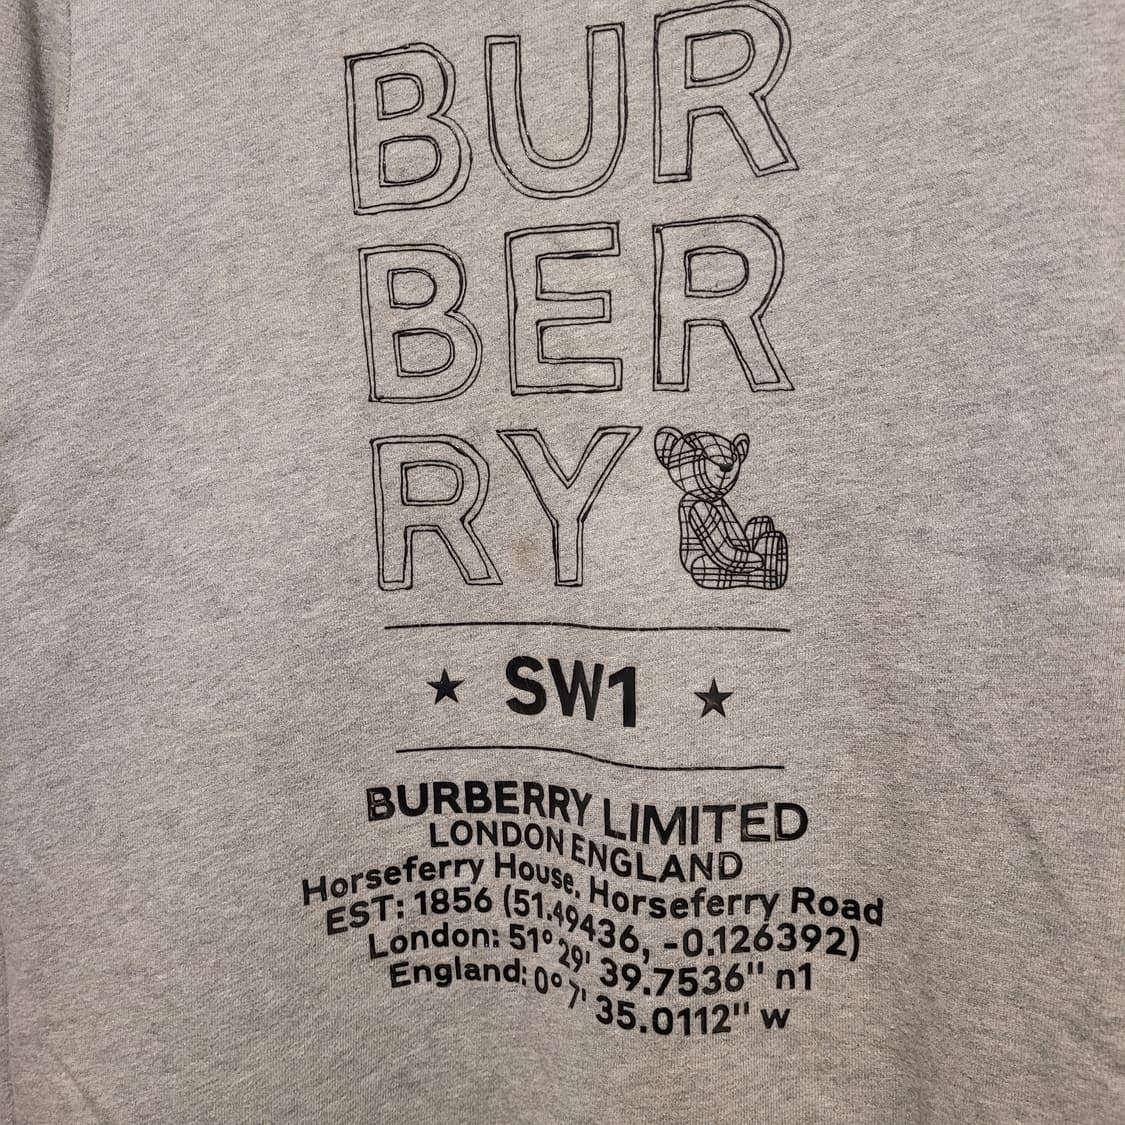 BUR
BER
RY
★ SW1 ★
BURBERRY LIMITED
LONDON ENGLAND
Horseferry House, Horseferry Road
EST: 1856 (51.49436, -0.126392)
London: 51° 29' 39.7536" n1
England: 0° 7' 35.0112" w